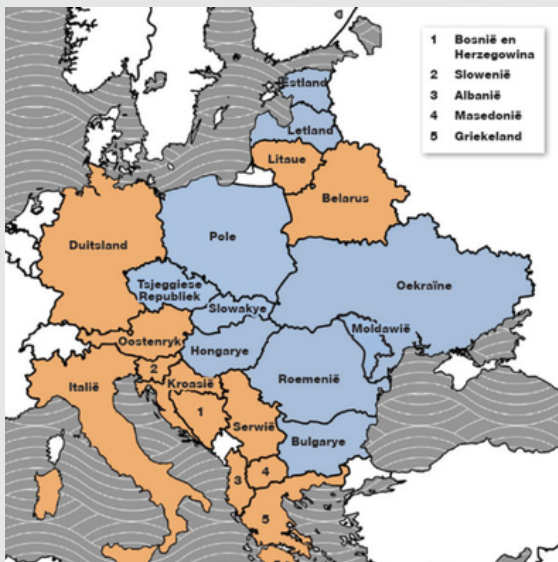 1 Bosnië en
Herzegowina
2 Slowenië
3 Albanië
4 Masedonië
5 Griekeland
Estland
Letland
Litaue
Belarus
Duitsland
Pole
Tsjeggiese
Republiek
Oekraïne
Slowakye
Moldawië
Oostenryk
Hongarye
2
Kroasië
Italië
Roemenië
1
Serwië
Bulgarye
3
4
5